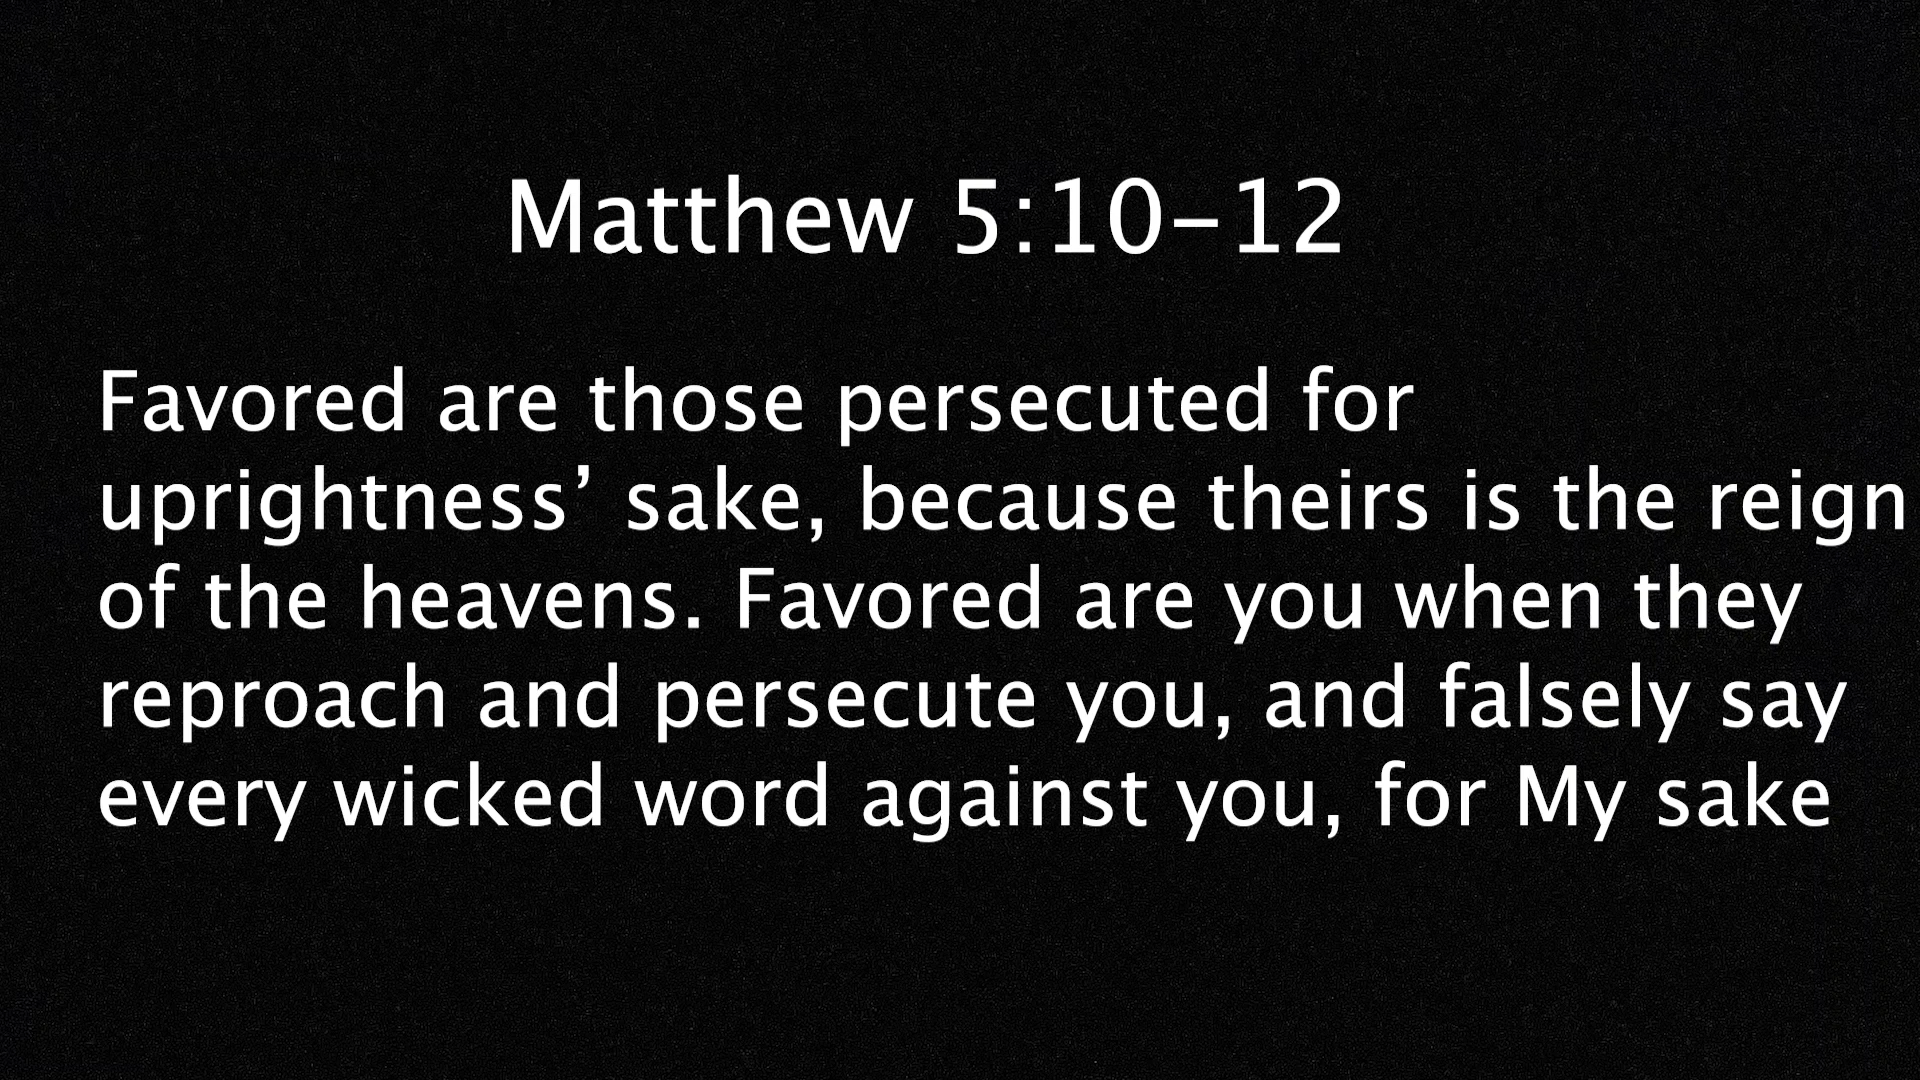 Matthew 5:10-12
Favored are those persecuted for
uprightness’ sake, because theirs is the reign
of the heavens. Favored are you when they
reproach and persecute you, and falsely say
every wicked word against you, for My sake